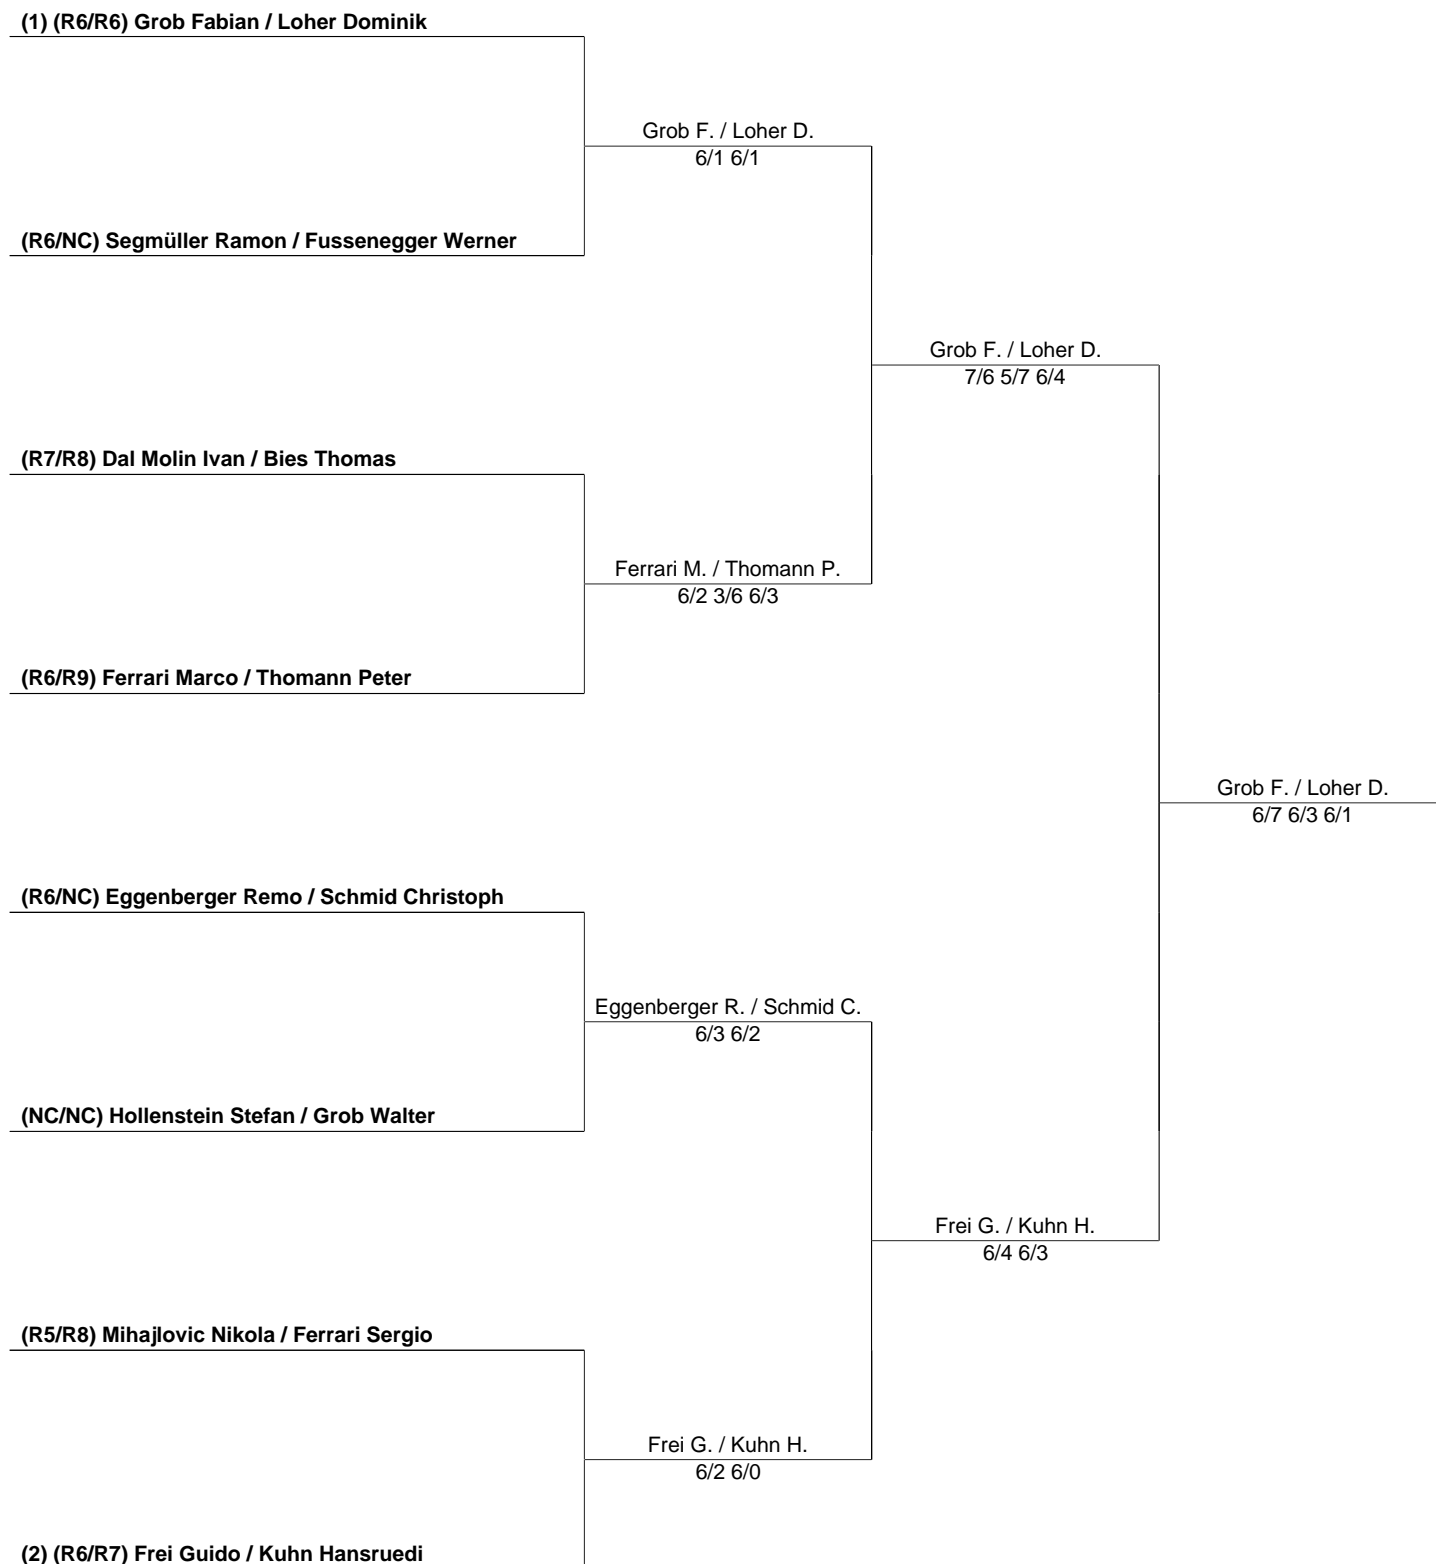 (1) (R6/R6) Grob Fabian / Loher Dominik
Grob F. / Loher D.
6/1 6/1
(R6/NC) Segmüller Ramon / Fussenegger Werner
Grob F. / Loher D.
7/6 5/7 6/4
(R7/R8) Dal Molin Ivan / Bies Thomas
Ferrari M. / Thomann P.
6/2 3/6 6/3
(R6/R9) Ferrari Marco / Thomann Peter
Grob F. / Loher D.
6/7 6/3 6/1
(R6/NC) Eggenberger Remo / Schmid Christoph
Eggenberger R. / Schmid C.
6/3 6/2
(NC/NC) Hollenstein Stefan / Grob Walter
Frei G. / Kuhn H.
6/4 6/3
(R5/R8) Mihajlovic Nikola / Ferrari Sergio
Frei G. / Kuhn H.
6/2 6/0
(2) (R6/R7) Frei Guido / Kuhn Hansruedi